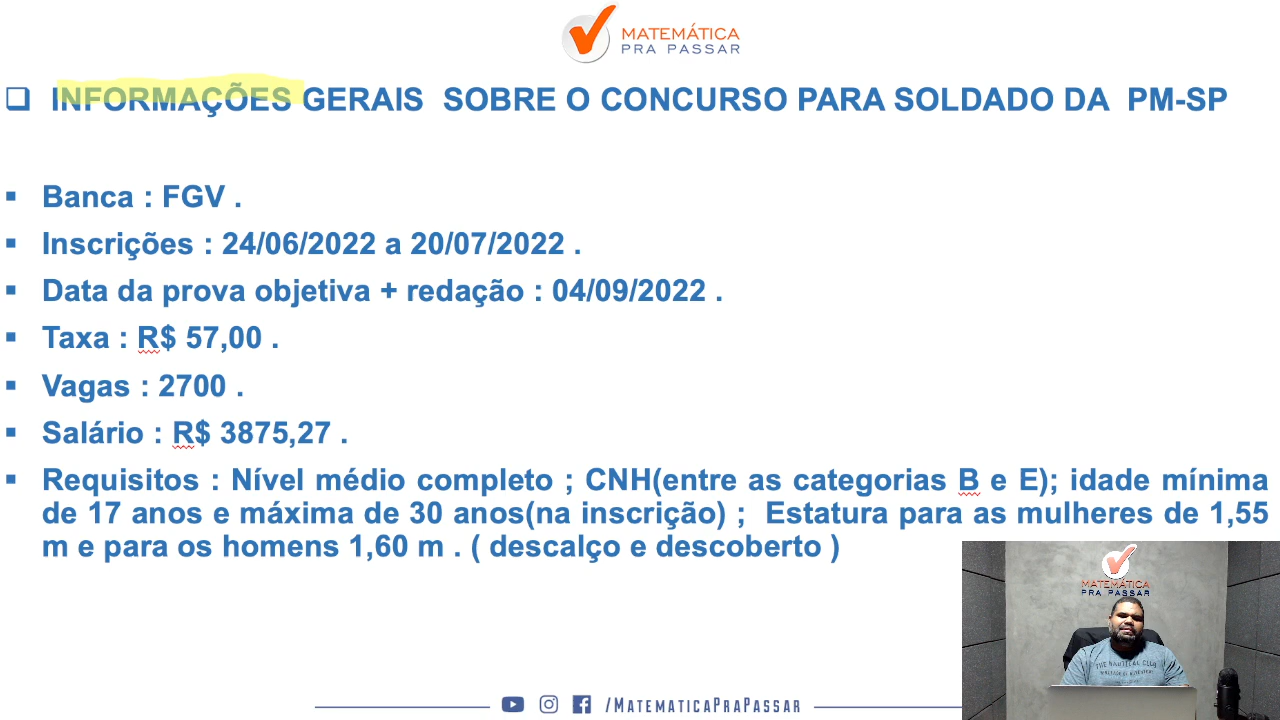 MATEMÁTICA
PRA PASSAR
INFORMAÇÕES GERAIS SOBRE O CONCURSO PARA SOLDADO DA PM-SP
Banca : FGV .
Inscrições : 24/06/2022 a 20/07/2022 .
Data da prova objetiva + redação : 04/09/2022 .
Taxa : R$ 57,00 .
Vagas : 2700 .
Salário : R$ 3875,27 .
Requisitos : Nível médio completo ; CNH(entre as categorias B e E); idade mínima
de 17 anos e máxima de 30 anos(na inscrição) ; Estatura para as mulheres de 1,55
m e para os homens 1,60 m . ( descalço e descoberto )
MATEMÁTICA
PRA PASSAR
THE NAUTICAL CLUB
/MATEMATICAPRAPASSAR